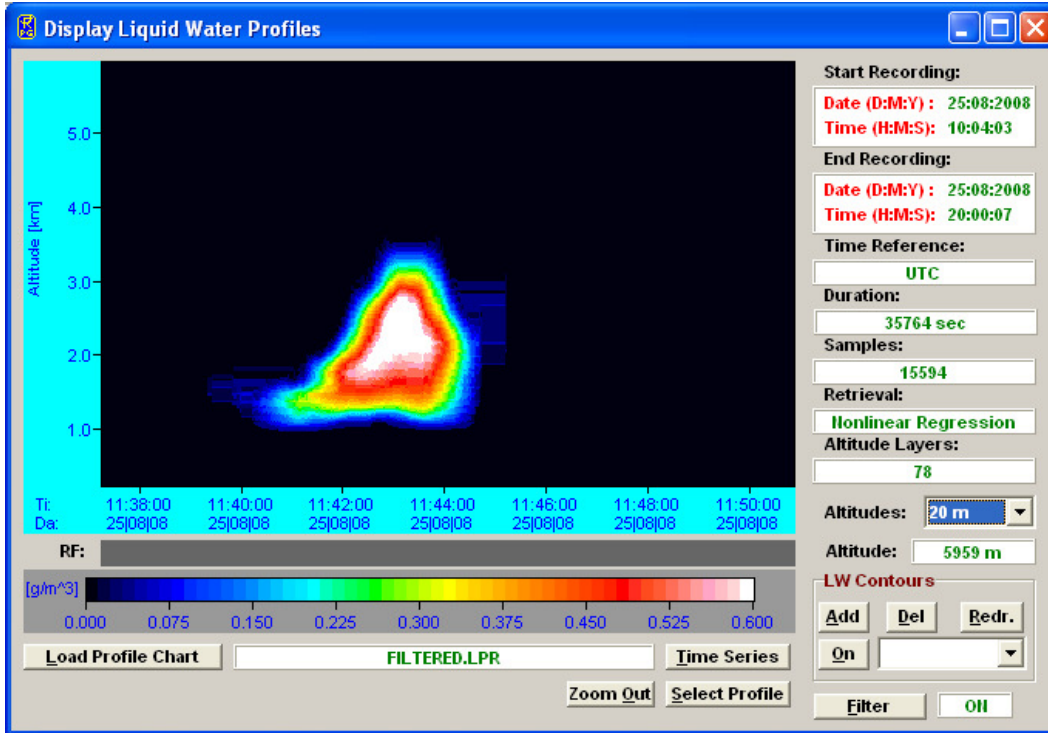 Display Liquid Water Profiles
Start Recording:
Date (D:M:Y) : 25:08:2008
Time (H:M:S): 10:04:03
End Recording:
Date (D:M:Y) : 25:08:2008
Time (H:M:S): 20:00:07
Time Reference:
UTC
Duration:
35764 sec
Samples:
15594
Retrieval:
Nonlinear Regression
Altitude Layers:
78
Altitudes: 20 m
Altitude: 5959 m
LW Contours
Add Del Redr.
On
Filter ON
Altitude [km]
5.0
4.0
3.0
2.0
1.0
Ti: 11:38:00 11:40:00 11:42:00 11:44:00 11:46:00 11:48:00 11:50:00
Da: 25|08|08 25|08|08 25|08|08 25|08|08 25|08|08 25|08|08 25|08|08
RF:
[g/m^3]
0.000 0.075 0.150 0.225 0.300 0.375 0.450 0.525 0.600
Load Profile Chart FILTERED.LPR Time Series
Zoom Out Select Profile